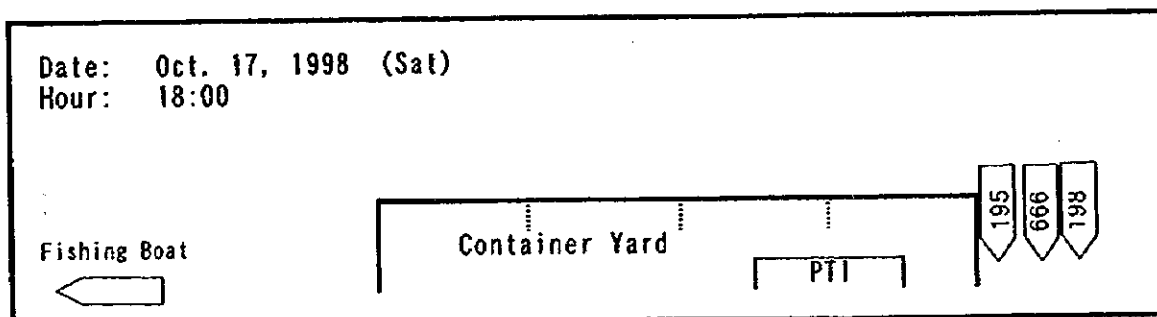 Date: Oct. 17, 1998 (Sat)
Hour: 18:00
195
666
198
Container Yard
Fishing Boat
PTI